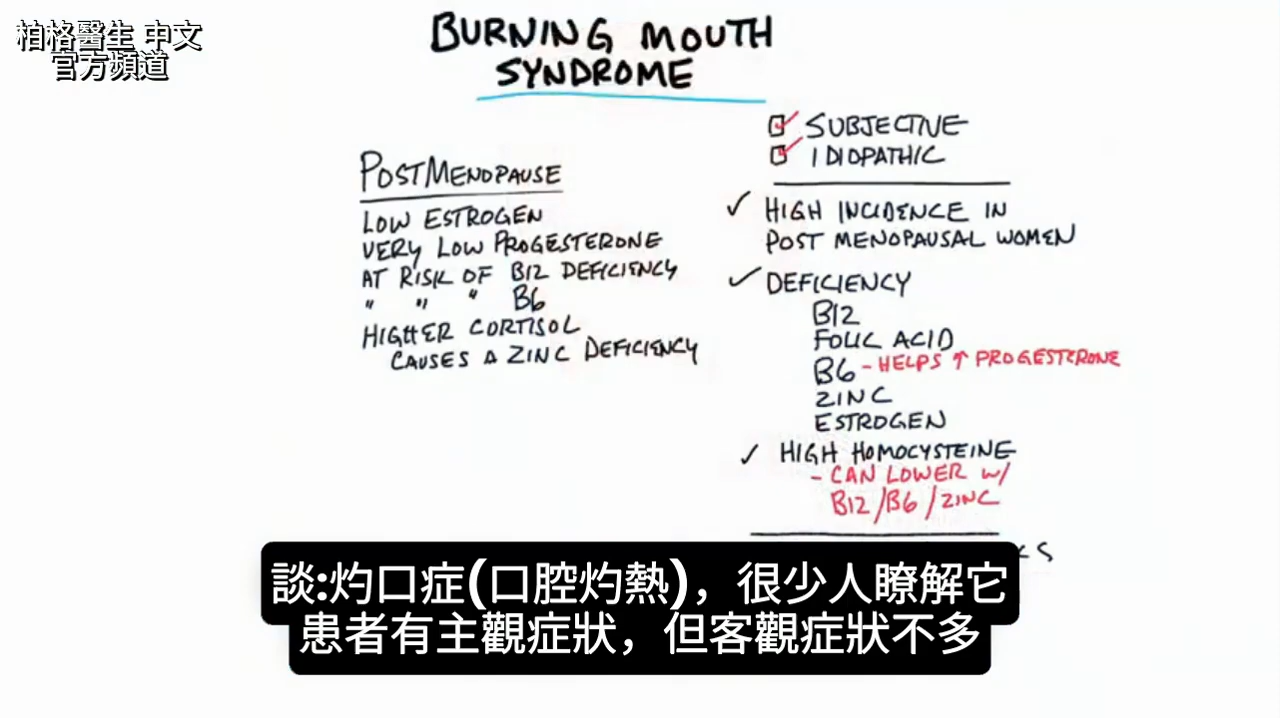 柏格醫生 中文
官方頻道
BURNING MOUTH
SYNDROME
SUBJECTIVE
IDIOPATHIC
POSTMENOPAUSE
LOW ESTROGEN
VERY LOW PROGESTERONE
AT RISK OF B12 DEFICIENCY
" " " B6
HIGHER CORTISOL
CAUSES A ZINC DEFICIENCY
✓ HIGH INCIDENCE IN
POST MENOPAUSAL WOMEN
✓ DEFICIENCY
B12
FOLIC ACID
B6 - HELPS ↑ PROGESTERONE
ZINC
ESTROGEN
✓ HIGH HOMOCYSTEINE
- CAN LOWER W/
B12/B6/ZINC
談:灼口症(口腔灼熱)，很少人瞭解它
患者有主觀症狀，但客觀症狀不多